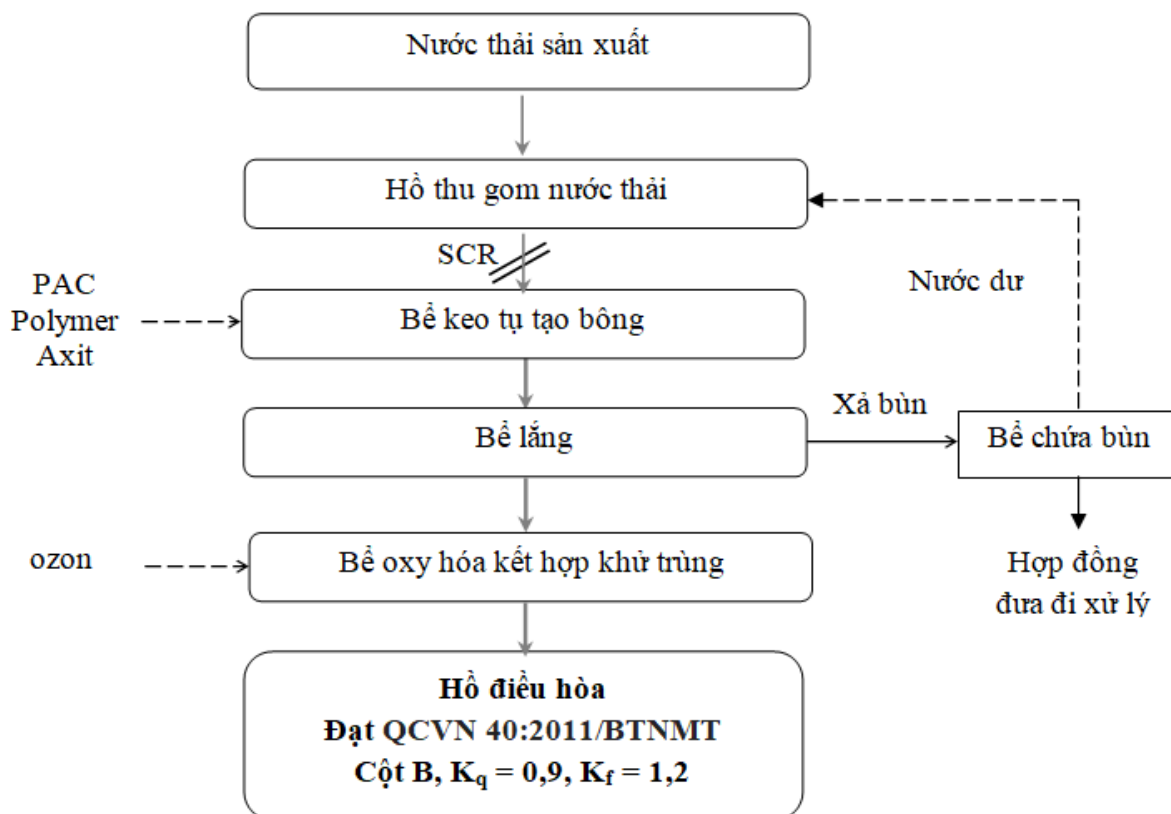 Nước thải sản xuất
Hồ thu gom nước thải
SCR
PAC
Polymer
Axit
Nước dư
Bể keo tụ tạo bông
Xả bùn
Bể lắng
Bể chứa bùn
ozon
Bể oxy hóa kết hợp khử trùng
Hợp đồng
đưa đi xử lý
Hồ điều hòa
Đạt QCVN 40:2011/BTNMT
Cột B, Kq = 0,9, Kf = 1,2